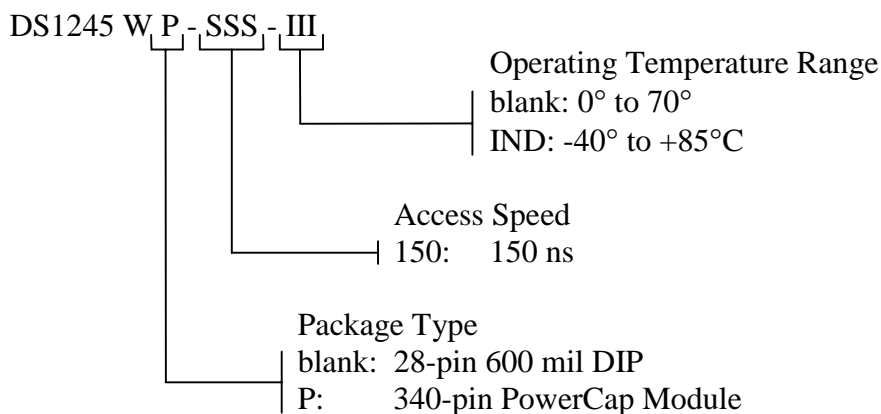 DS1245 W P - SSS - III
Operating Temperature Range
blank: 0° to 70°
IND: -40° to +85°C
Access Speed
150: 150 ns
Package Type
blank: 28-pin 600 mil DIP
P: 340-pin PowerCap Module